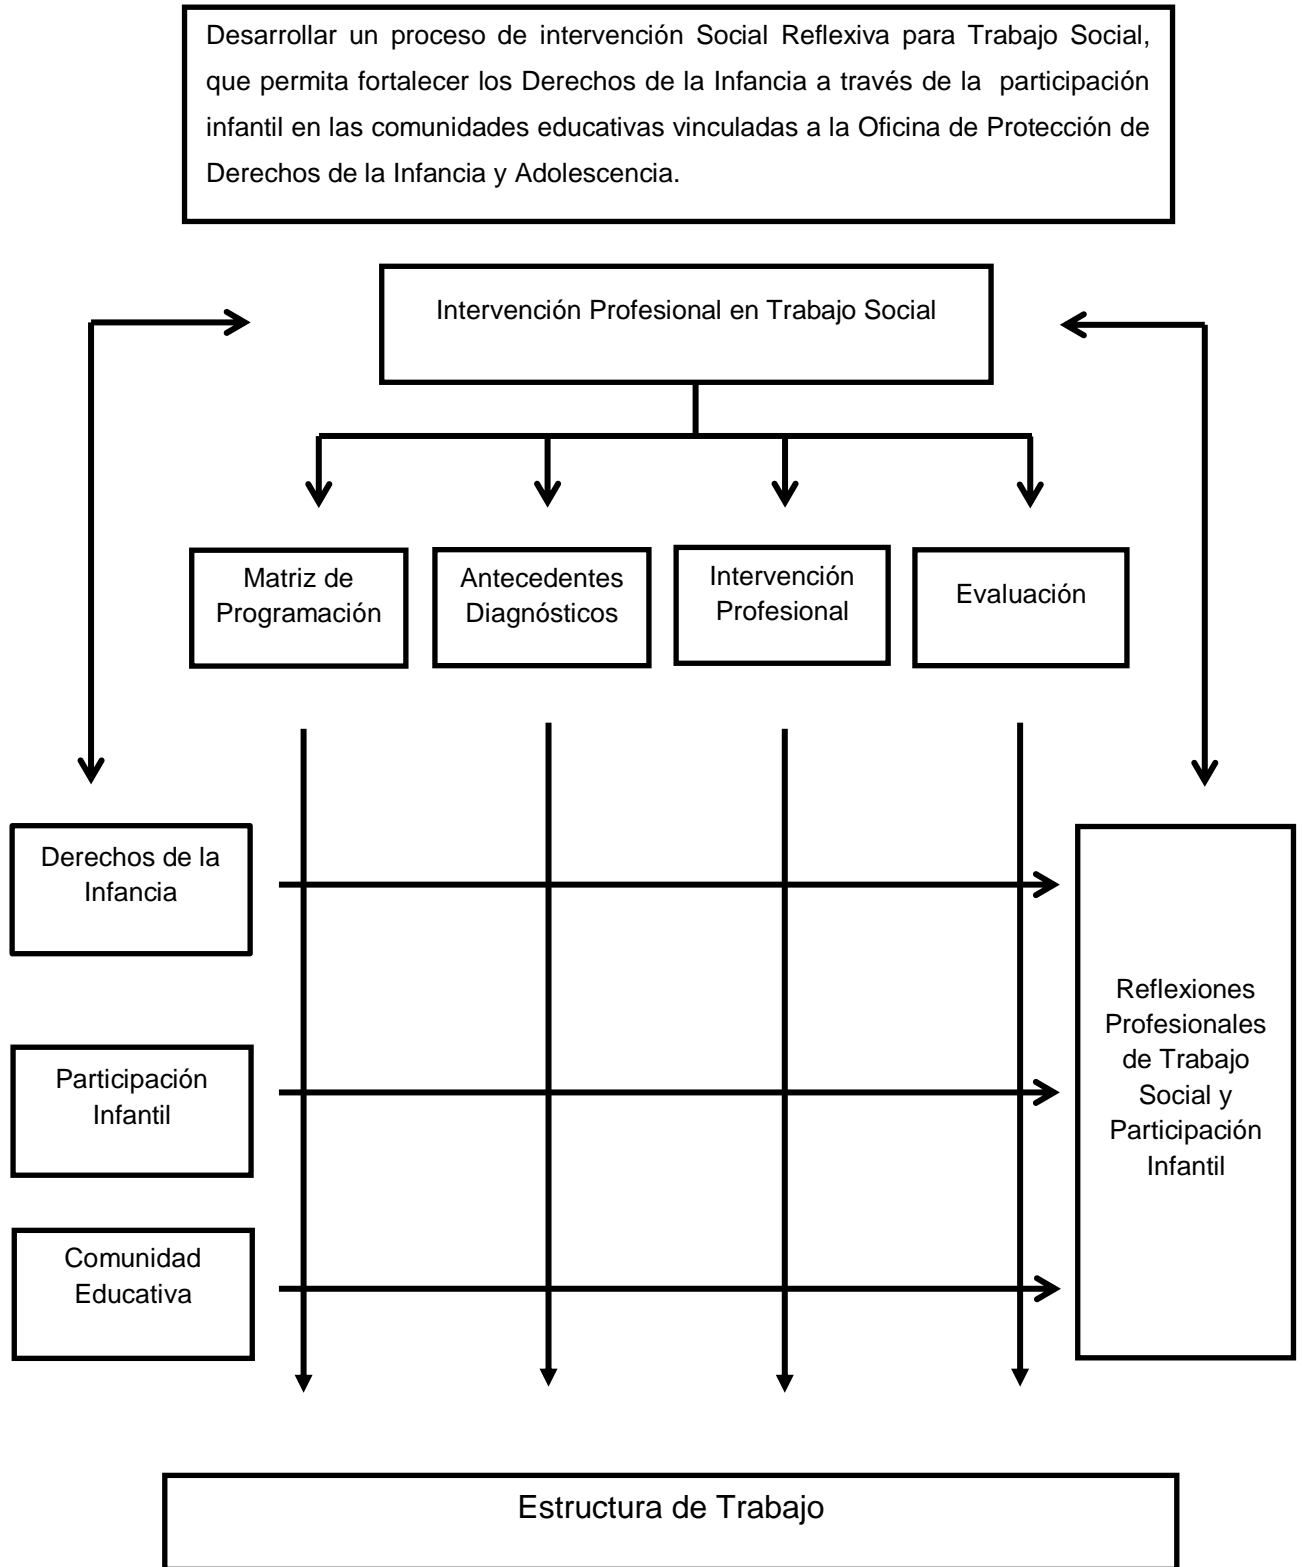 Desarrollar un proceso de intervención Social Reflexiva para Trabajo Social,
que permita fortalecer los Derechos de la Infancia a través de la participación
infantil en las comunidades educativas vinculadas a la Oficina de Protección de
Derechos de la Infancia y Adolescencia.
Intervención Profesional en Trabajo Social
Matriz de
Programación
Antecedentes
Diagnósticos
Intervención
Profesional
Evaluación
Derechos de la
Infancia
Participación
Infantil
Comunidad
Educativa
Reflexiones
Profesionales
de Trabajo
Social y
Participación
Infantil
Estructura de Trabajo